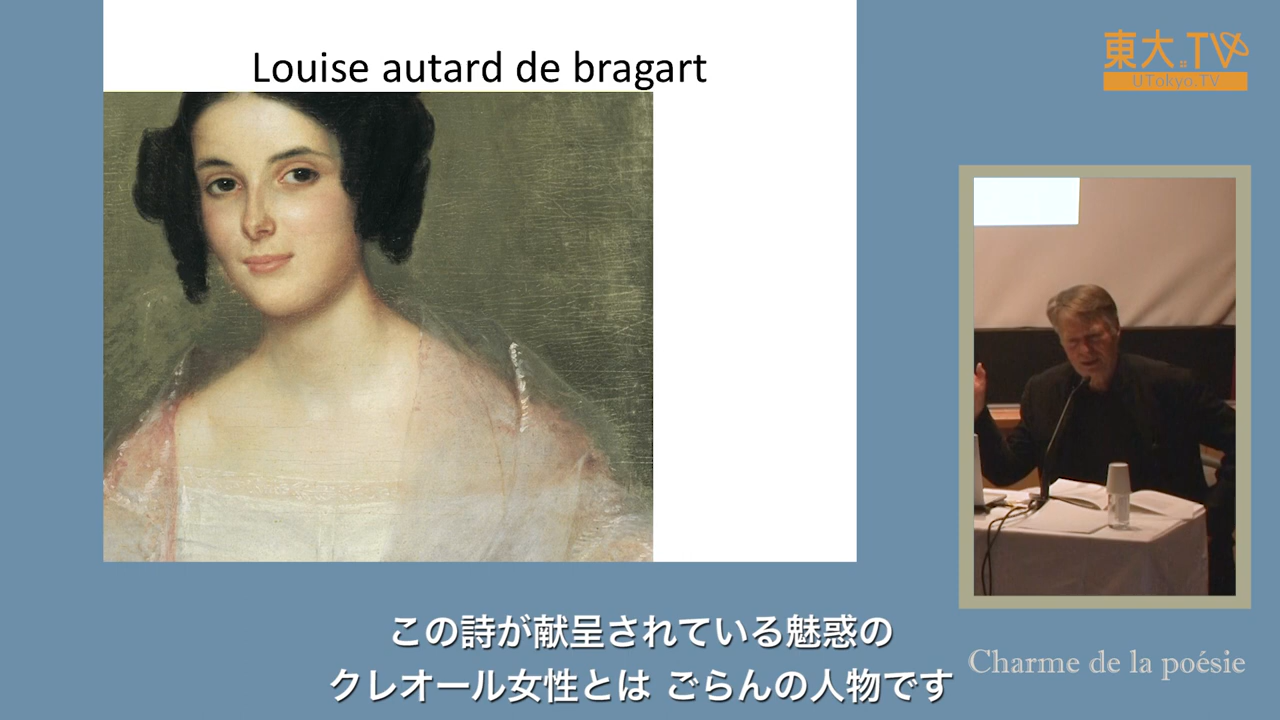 Louise autard de bragart
東大.TV
UTokyo.TV
この詩が献呈されている魅惑の
クレオール女性とは ごらんの人物です
Charme de la poésie